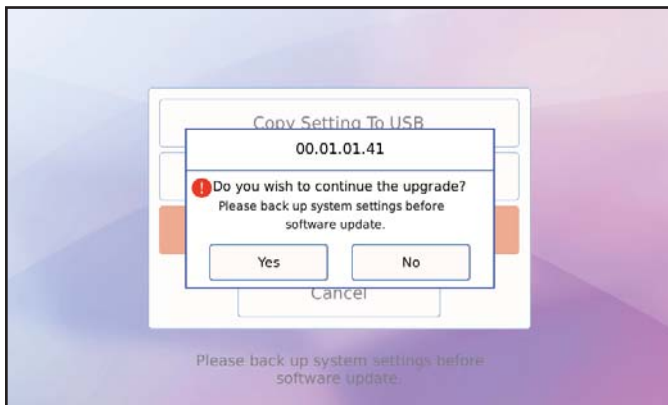 Copy Setting To USB
00.01.01.41
Do you wish to continue the upgrade?
Please back up system settings before
software update.
Yes
No
Cancel
Please back up system settings before
software update.